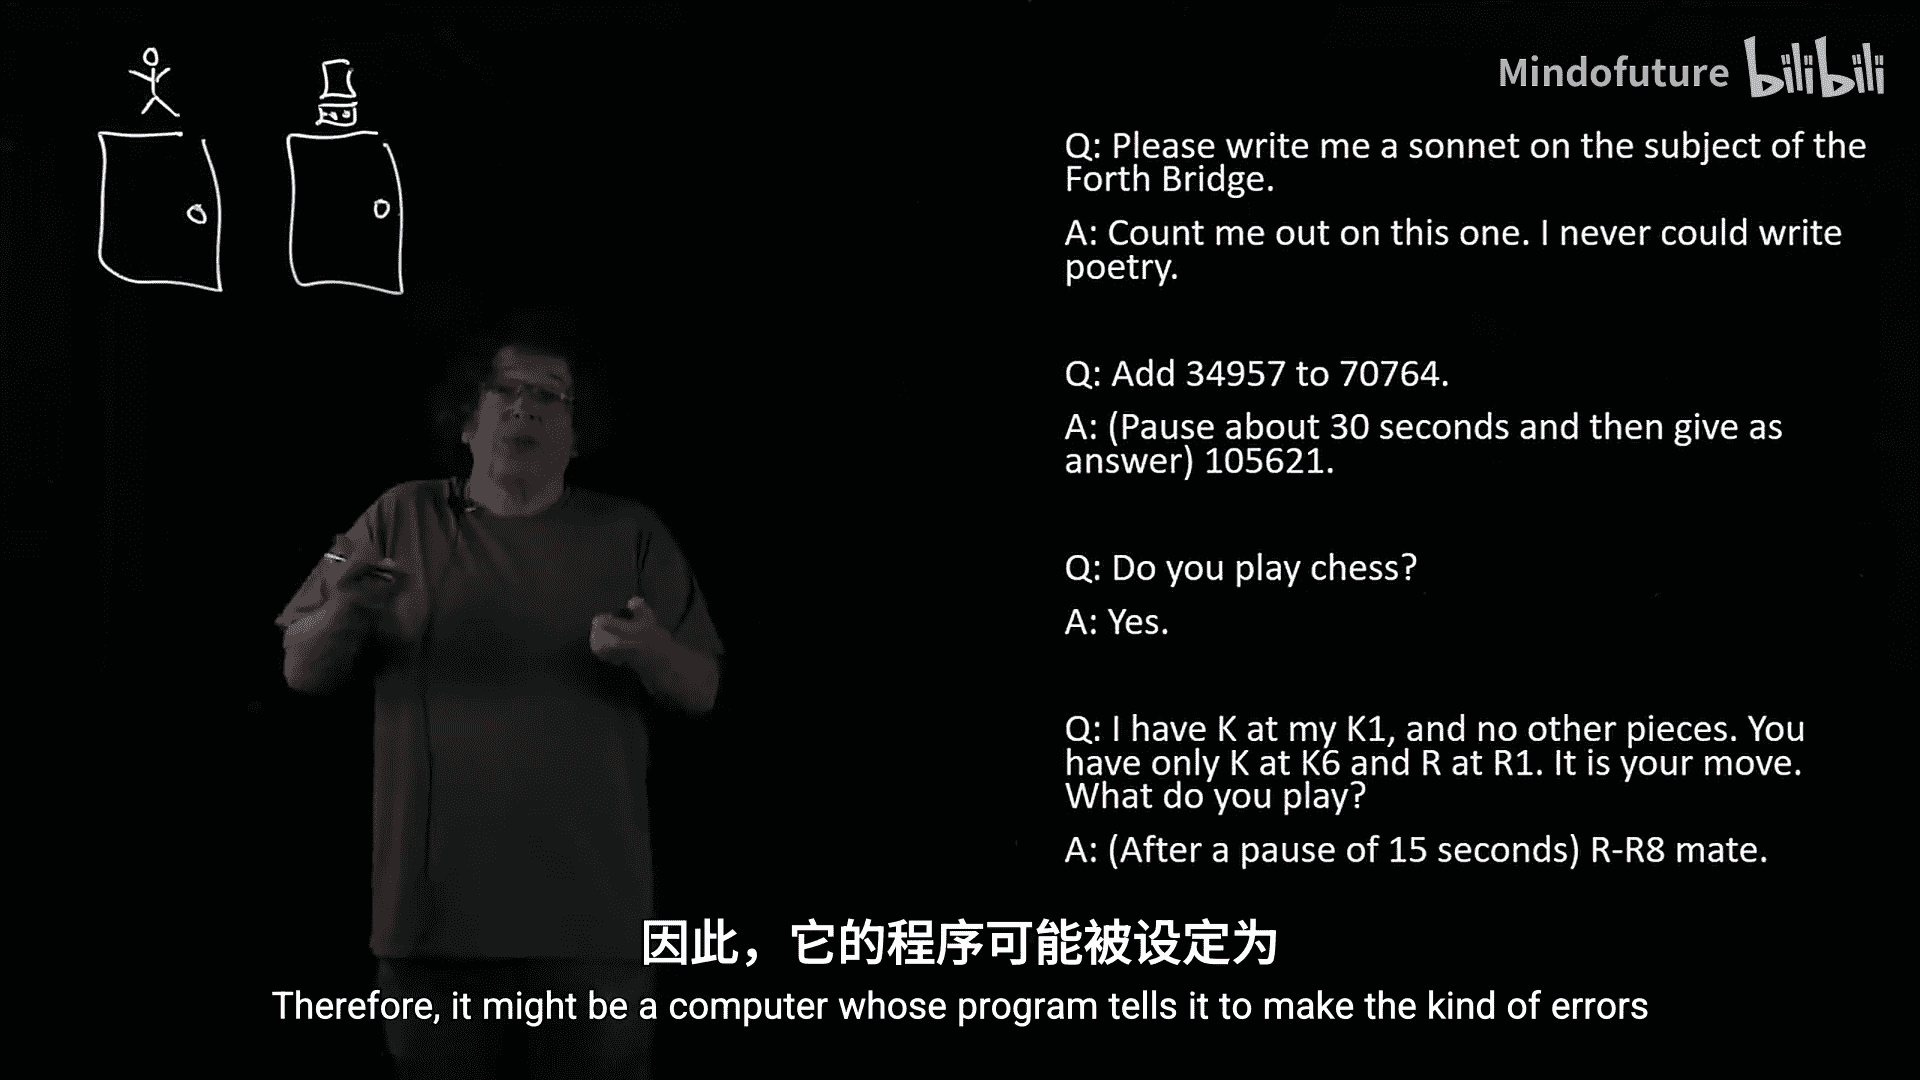 Mindofuture bilibili
Q: Please write me a sonnet on the subject of the
Forth Bridge.
A: Count me out on this one. I never could write
poetry.
Q: Add 34957 to 70764.
A: (Pause about 30 seconds and then give as
answer) 105621.
Q: Do you play chess?
A: Yes.
Q: I have K at my K1, and no other pieces. You
have only K at K6 and R at R1. It is your move.
What do you play?
A: (After a pause of 15 seconds) R-R8 mate.
因此，它的程序可能被设定为
Therefore, it might be a computer whose program tells it to make the kind of errors